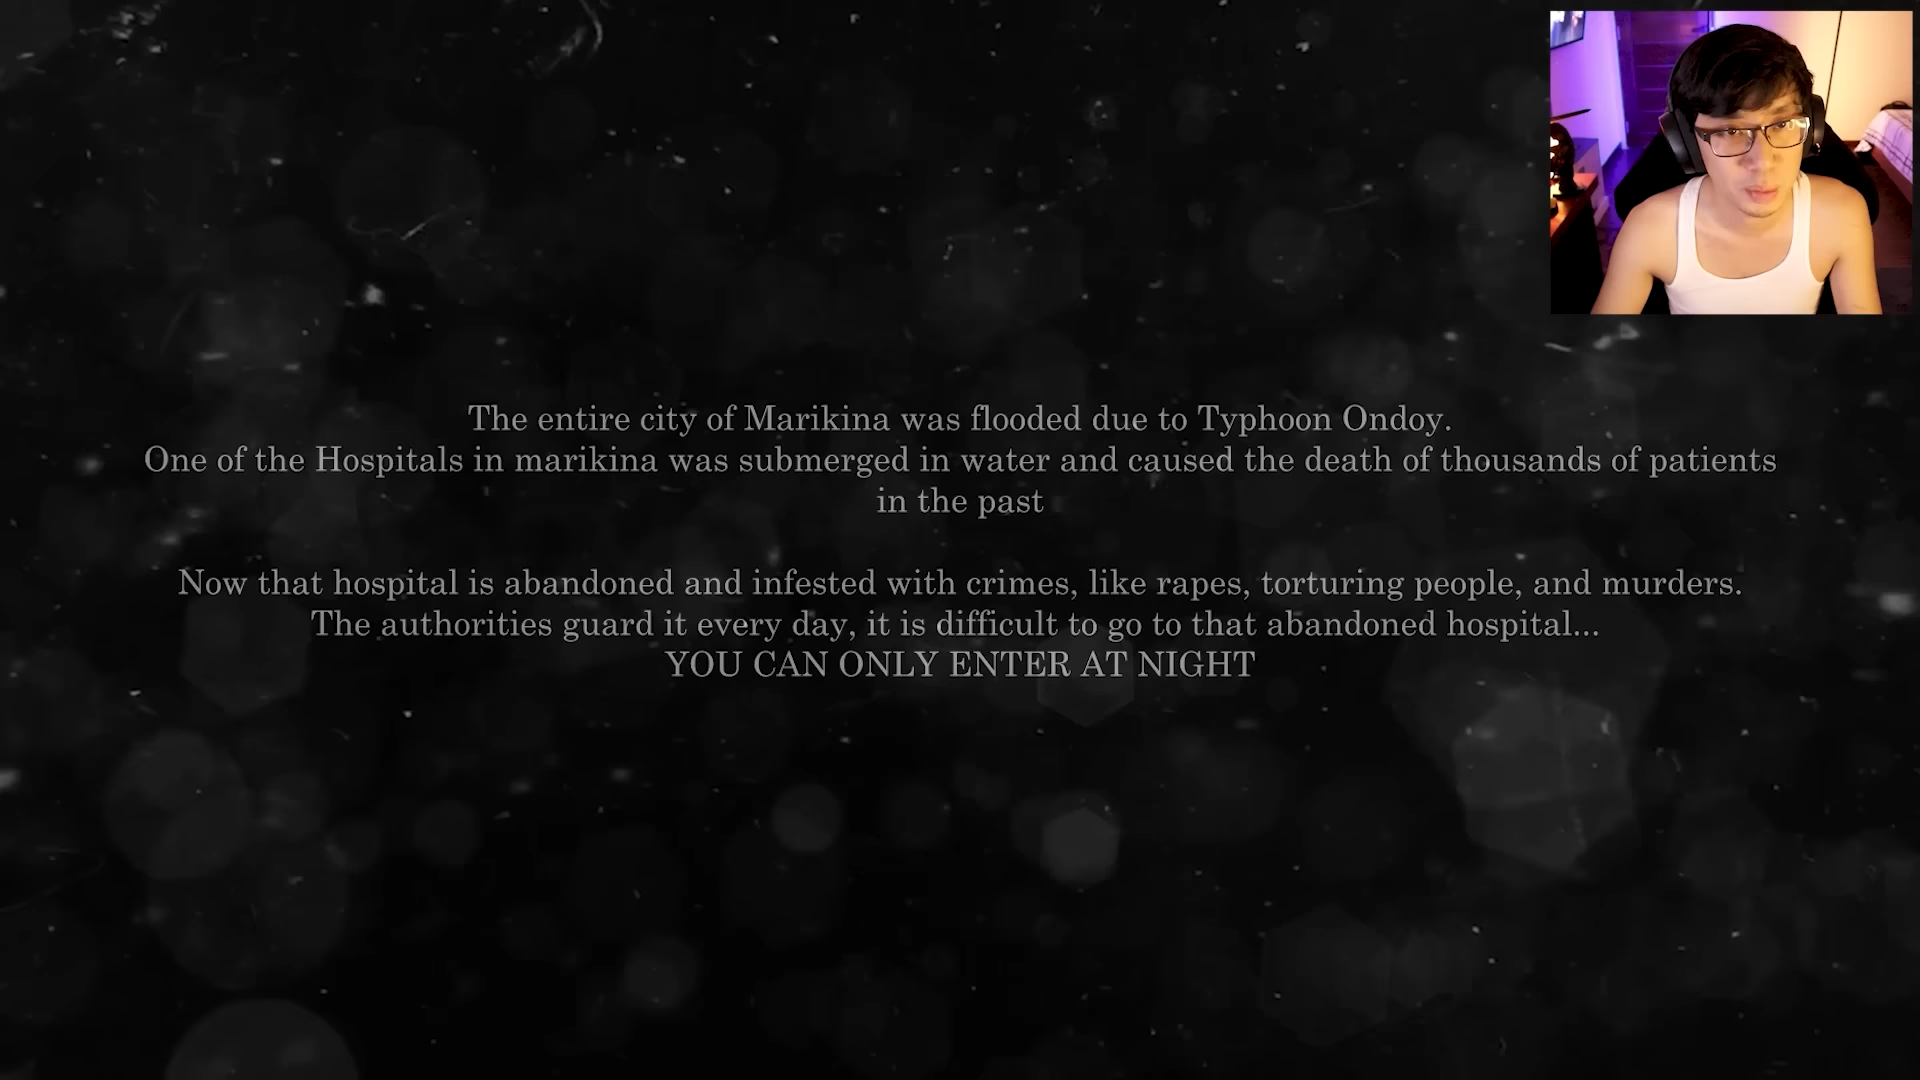 The entire city of Marikina was flooded due to Typhoon Ondoy.
One of the Hospitals in marikina was submerged in water and caused the death of thousands of patients
in the past
Now that hospital is abandoned and infested with crimes, like rapes, torturing people, and murders.
The authorities guard it every day, it is difficult to go to that abandoned hospital...
YOU CAN ONLY ENTER AT NIGHT